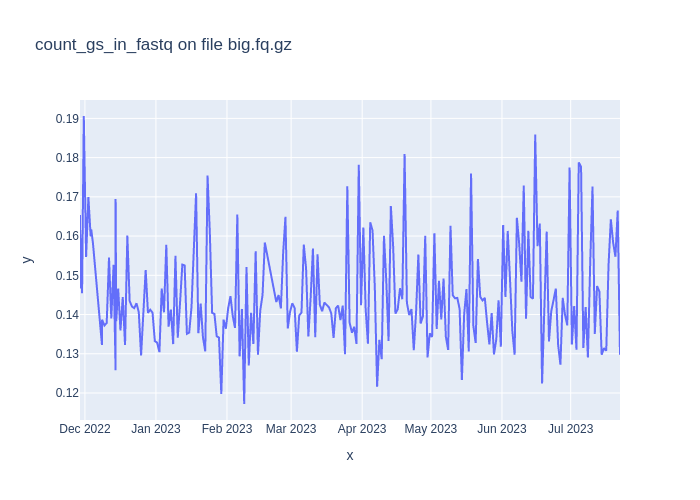 count_gs_in_fastq on file big.fq.gz
0.19
0.18
0.17
0.16
0.15
0.14
0.13
0.12
y
Dec 2022 Jan 2023 Feb 2023 Mar 2023 Apr 2023 May 2023 Jun 2023 Jul 2023
x